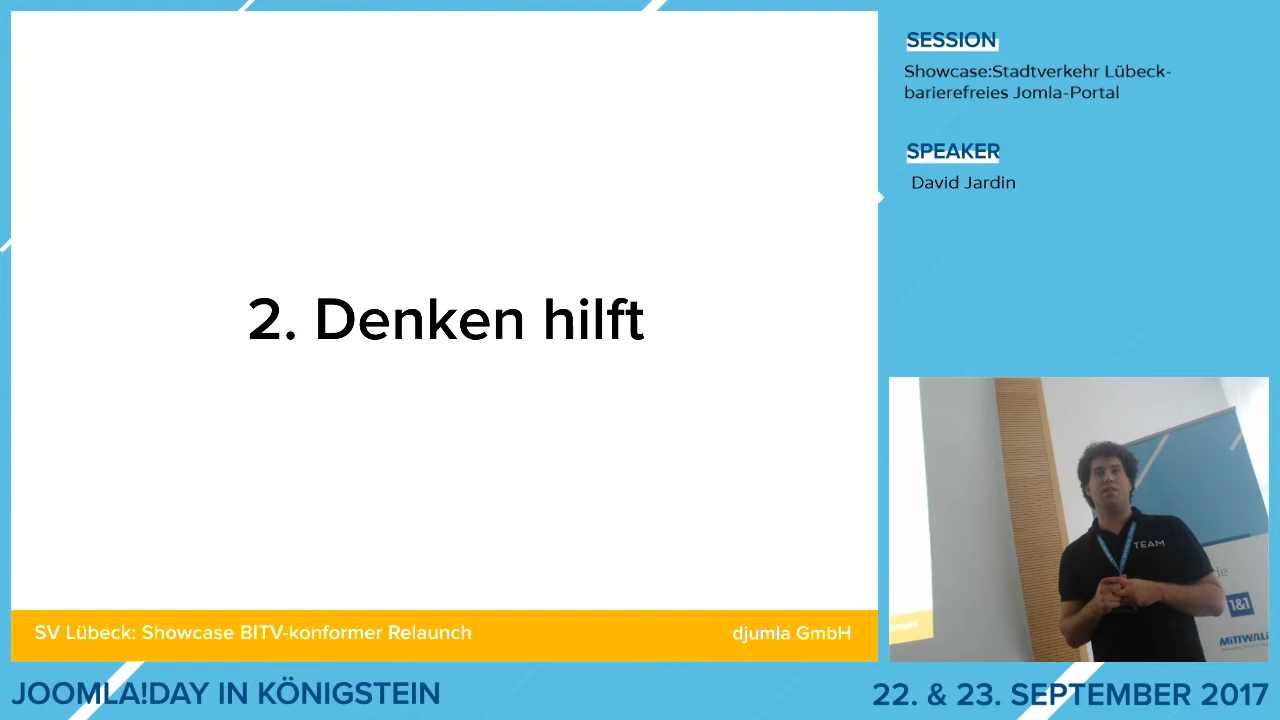 2. Denken hilft
SV Lübeck: Showcase BITV-konformer Relaunch
djumla GmbH
SESSION
Showcase:Stadtverkehr Lübeck-
barierefreies Jomla-Portal
SPEAKER
David Jardin
TEAM
1&1
MITTWALD
JOOMLA!DAY IN KÖNIGSTEIN
22. & 23. SEPTEMBER 2017